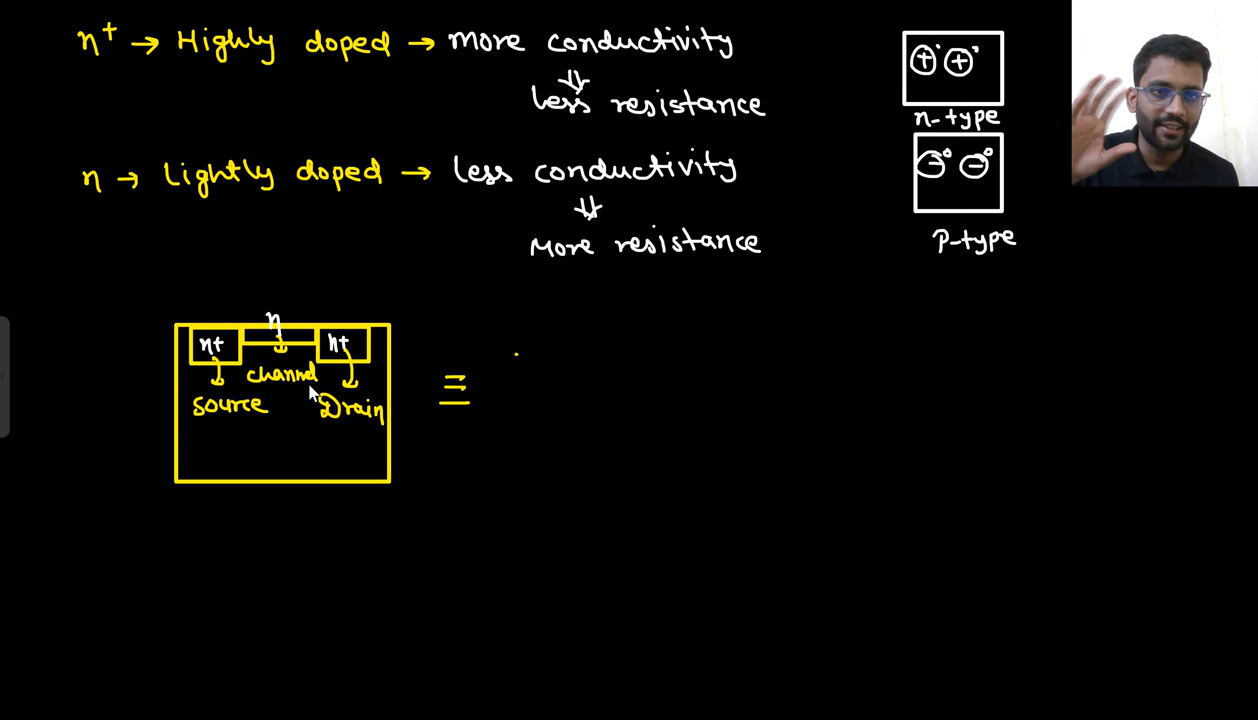 n+ → Highly doped → More conductivity
⇓
less resistance
n → Lightly doped → less conductivity
⇓
More resistance
+ +
n-type
- -
p-type
n
n+ n+
channel
Source Drain
≡